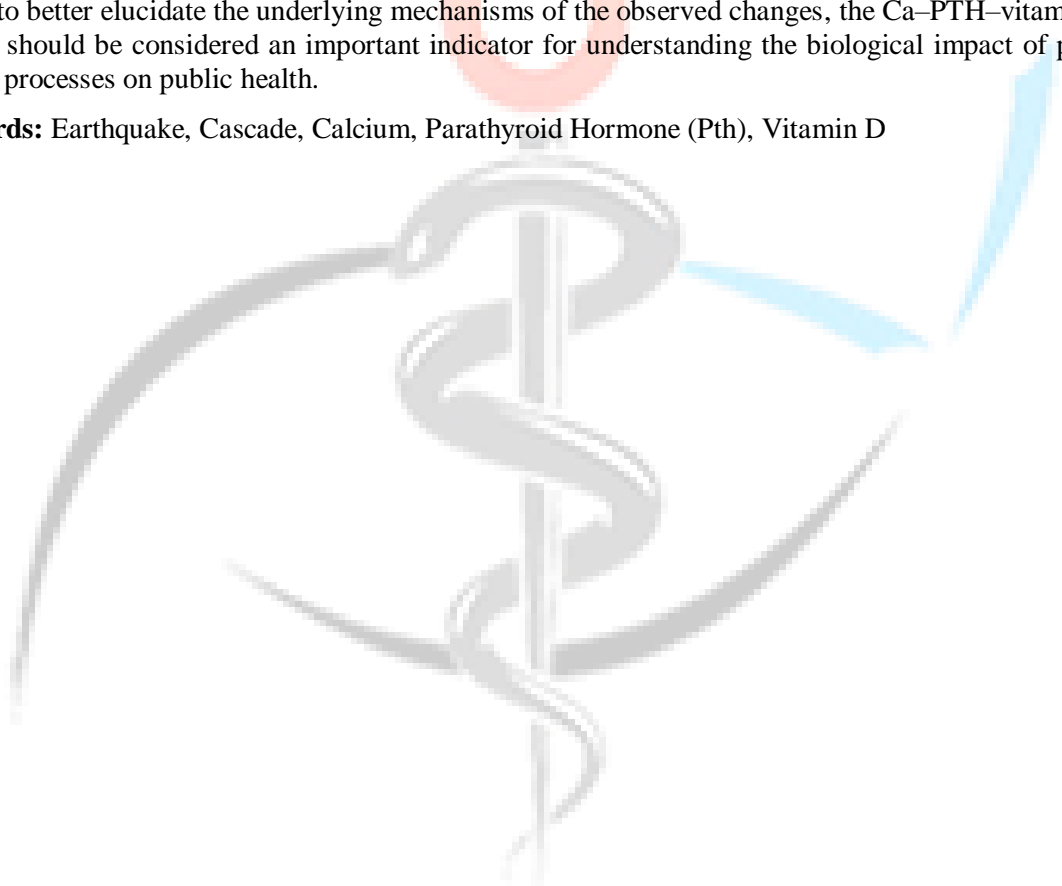 to better elucidate the underlying mechanisms of the observed changes, the Ca–PTH–vitam
should be considered an important indicator for understanding the biological impact of p
processes on public health.
rds: Earthquake, Cascade, Calcium, Parathyroid Hormone (Pth), Vitamin D